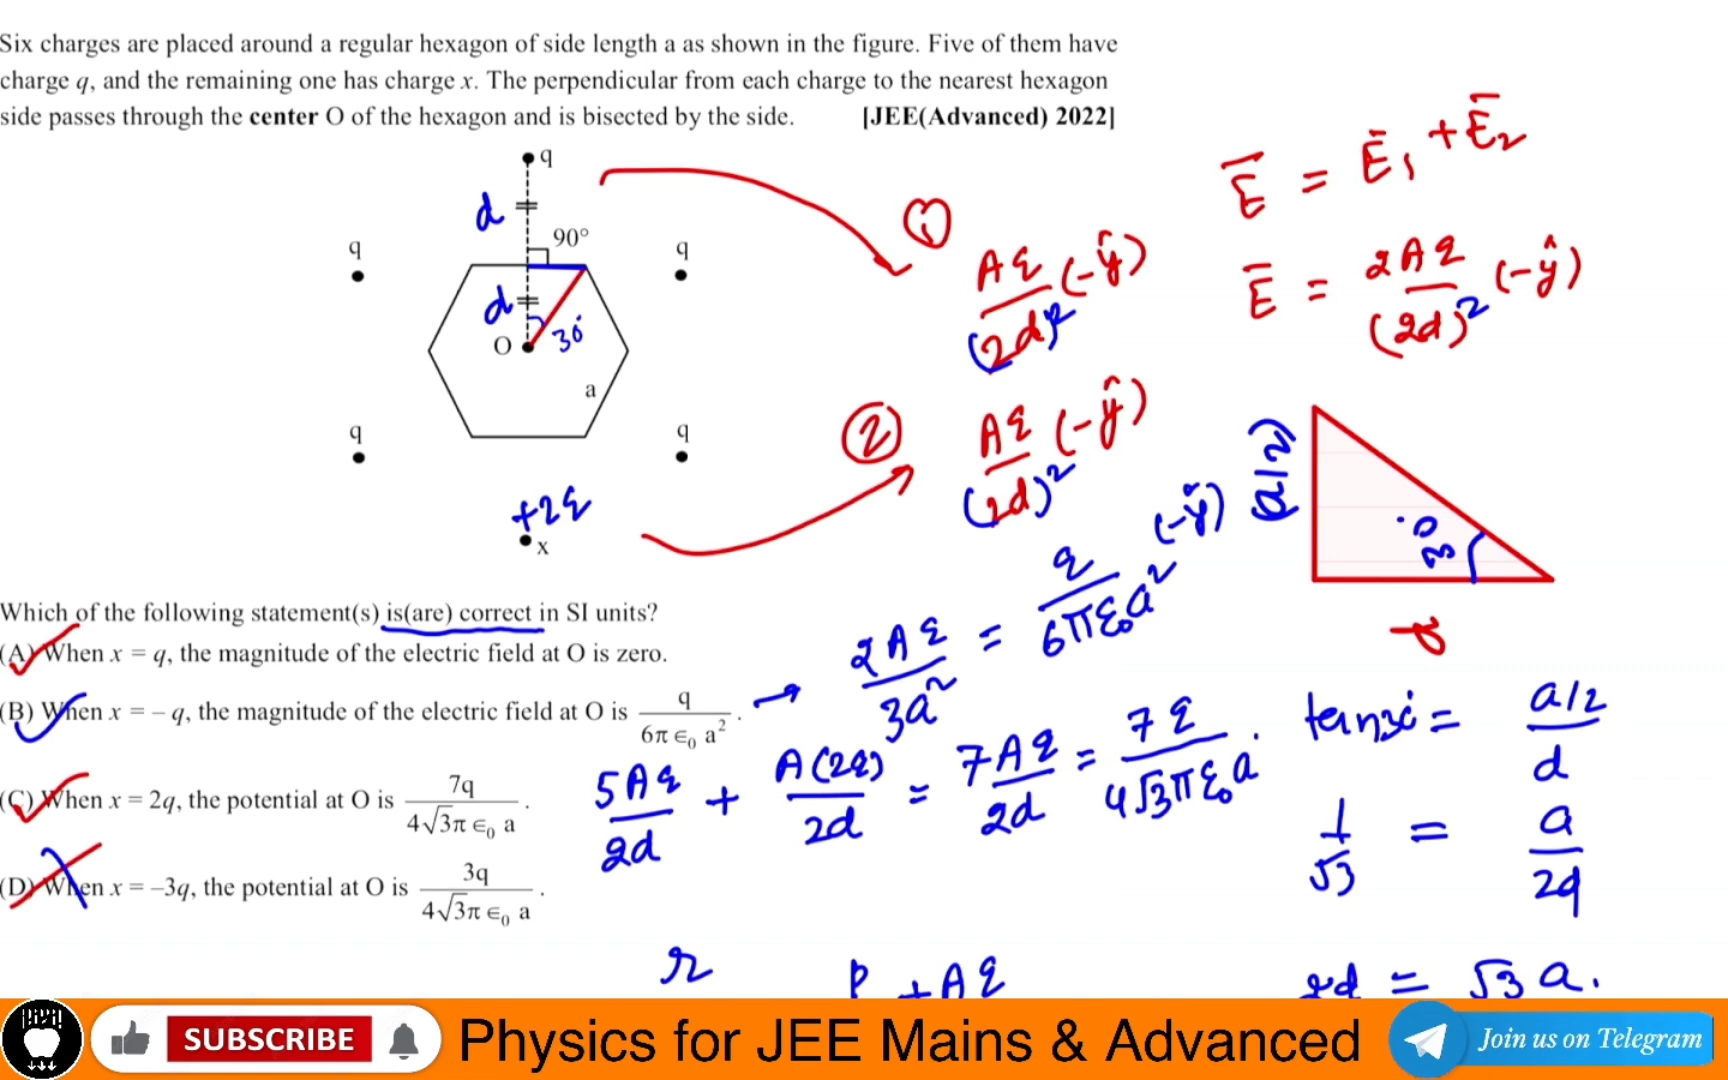 Six charges are placed around a regular hexagon of side length a as shown in the figure. Five of them have
charge q, and the remaining one has charge x. The perpendicular from each charge to the nearest hexagon
side passes through the center O of the hexagon and is bisected by the side. [JEE(Advanced) 2022]
q
d
90°
q
q
d
30°
O
a
q
q
+2q
x
①
Aq/(2d)² (-ŷ)
②
Aq/(2d)² (-ŷ)
E̅ = E̅₁ + E̅₂
E̅ = 2Aq/(2d)² (-ŷ)
(a/2)
30°
Which of the following statement(s) is(are) correct in SI units?
(A) When x = q, the magnitude of the electric field at O is zero.
(B) When x = – q, the magnitude of the electric field at O is q/6π∈₀ a².
→ 2Aq/3a² = q/6πε₀a² (-ŷ)
(C) When x = 2q, the potential at O is 7q/4√3π∈₀ a.
5Aq/2d + A(2q)/2d = 7Aq/2d = 7q/4√3πε₀a.
(D) When x = –3q, the potential at O is 3q/4√3π∈₀ a.
tan30° = a/2/d
1/√3 = a/2d
2d = √3 a.
+Aq
SUBSCRIBE
Physics for JEE Mains & Advanced
Join us on Telegram